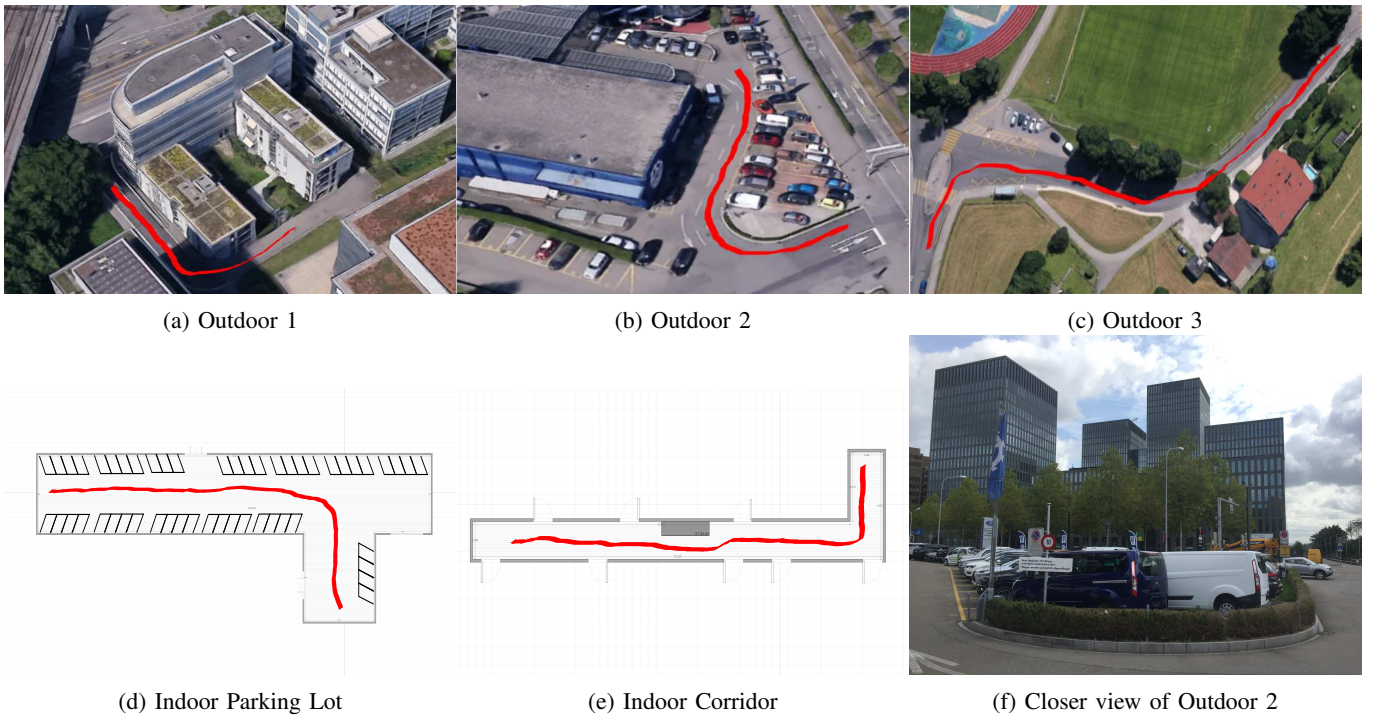 (a) Outdoor 1
(b) Outdoor 2
(c) Outdoor 3
(d) Indoor Parking Lot
(e) Indoor Corridor
(f) Closer view of Outdoor 2